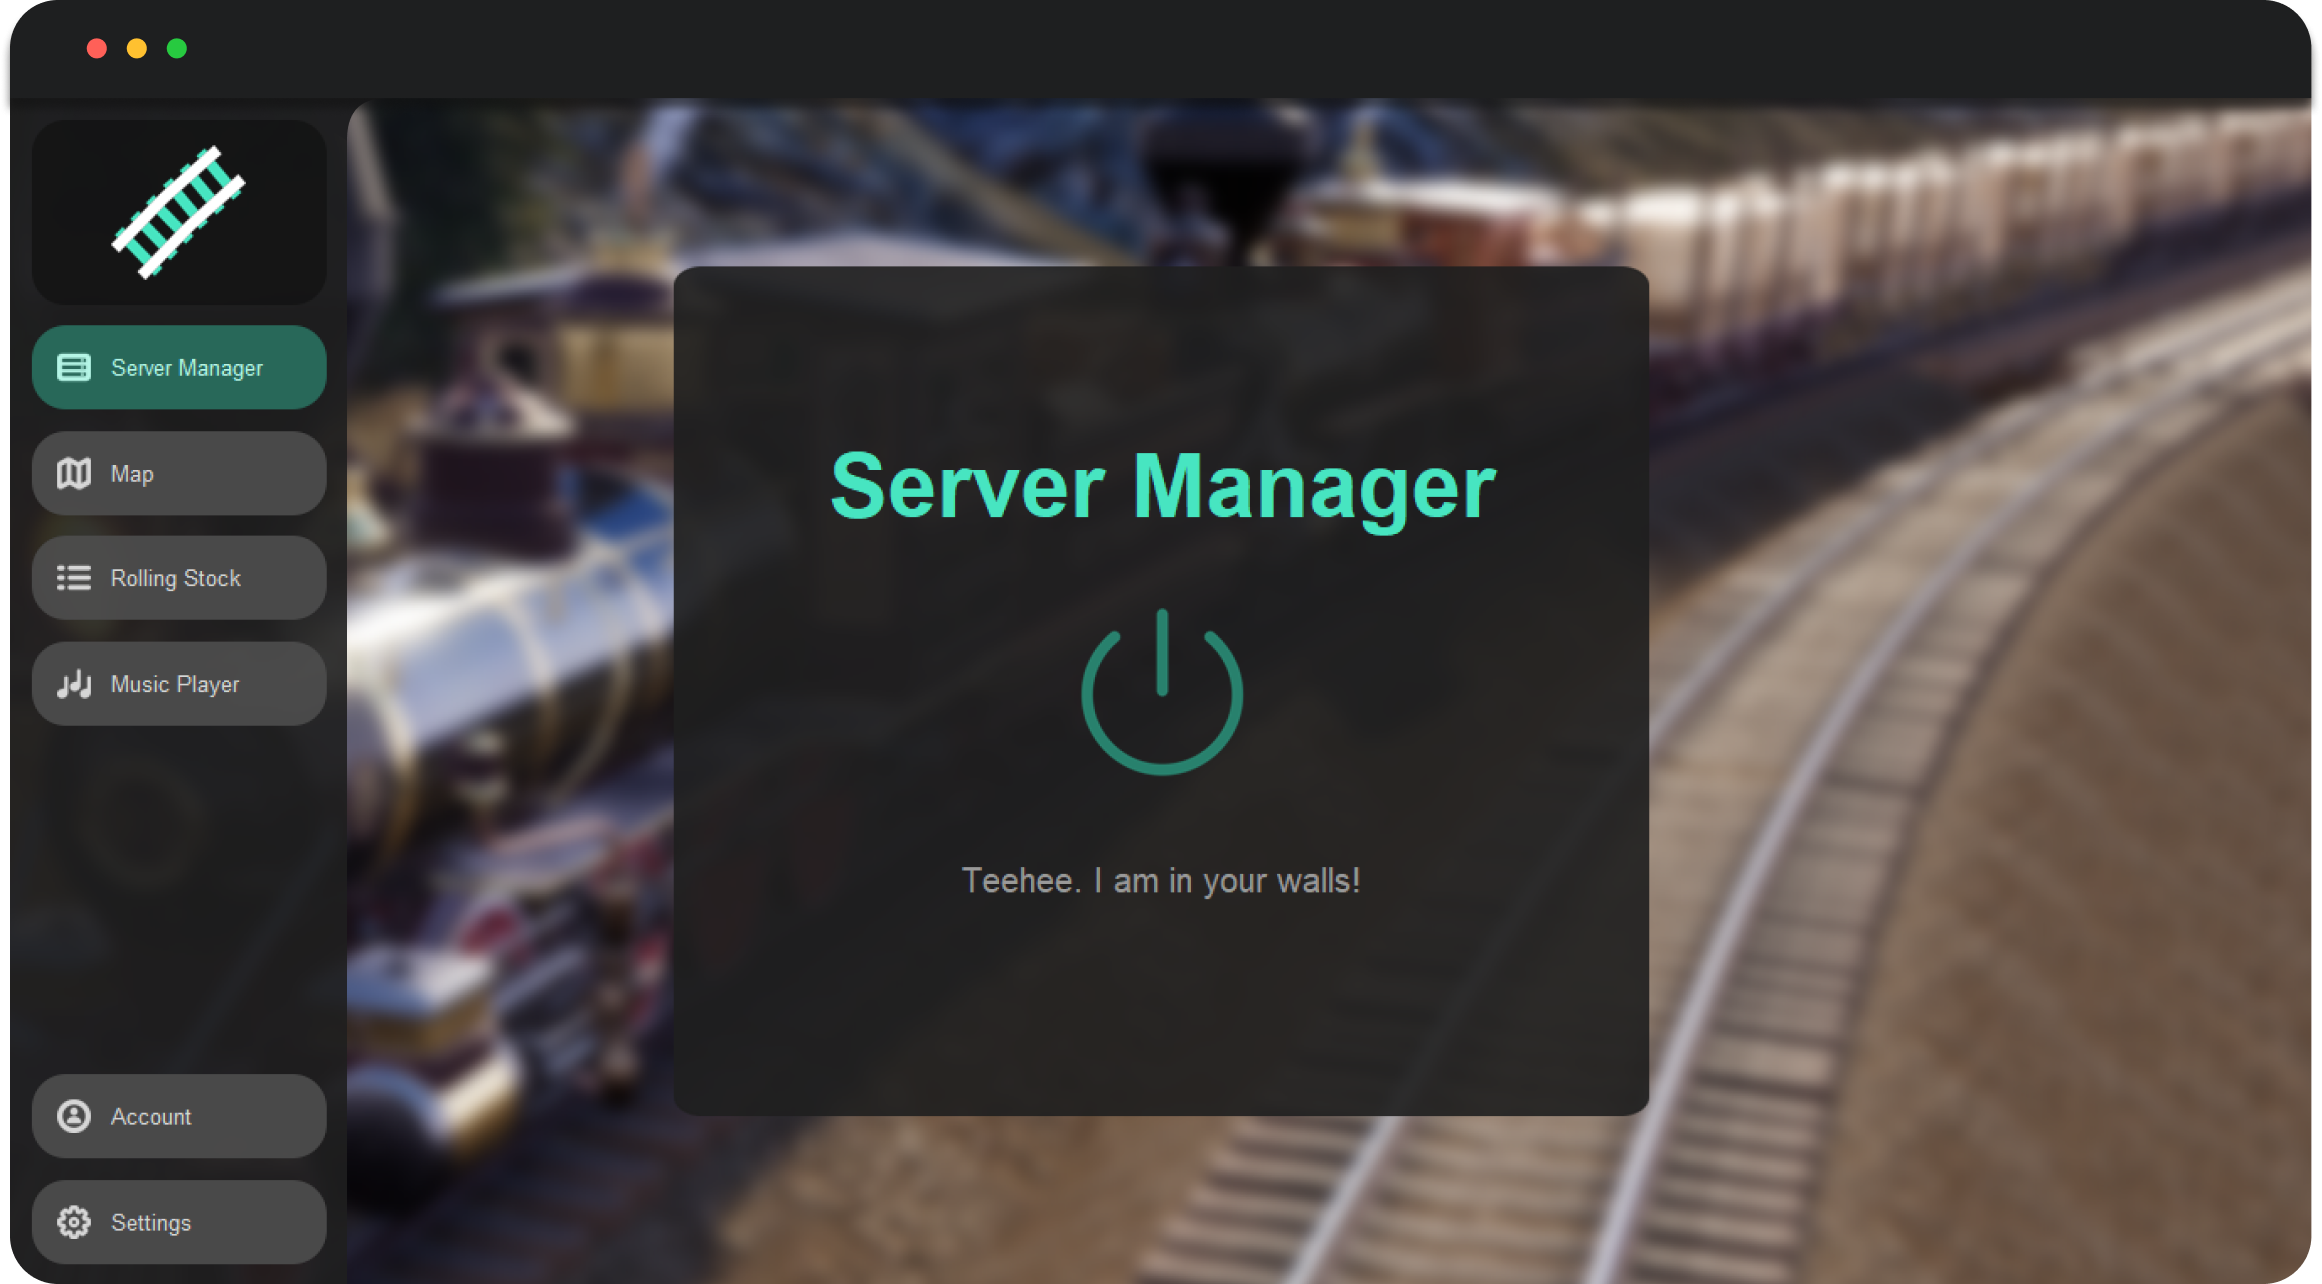 Server Manager
Map
Rolling Stock
Music Player
Account
Settings
Server Manager
Teehee. I am in your walls!